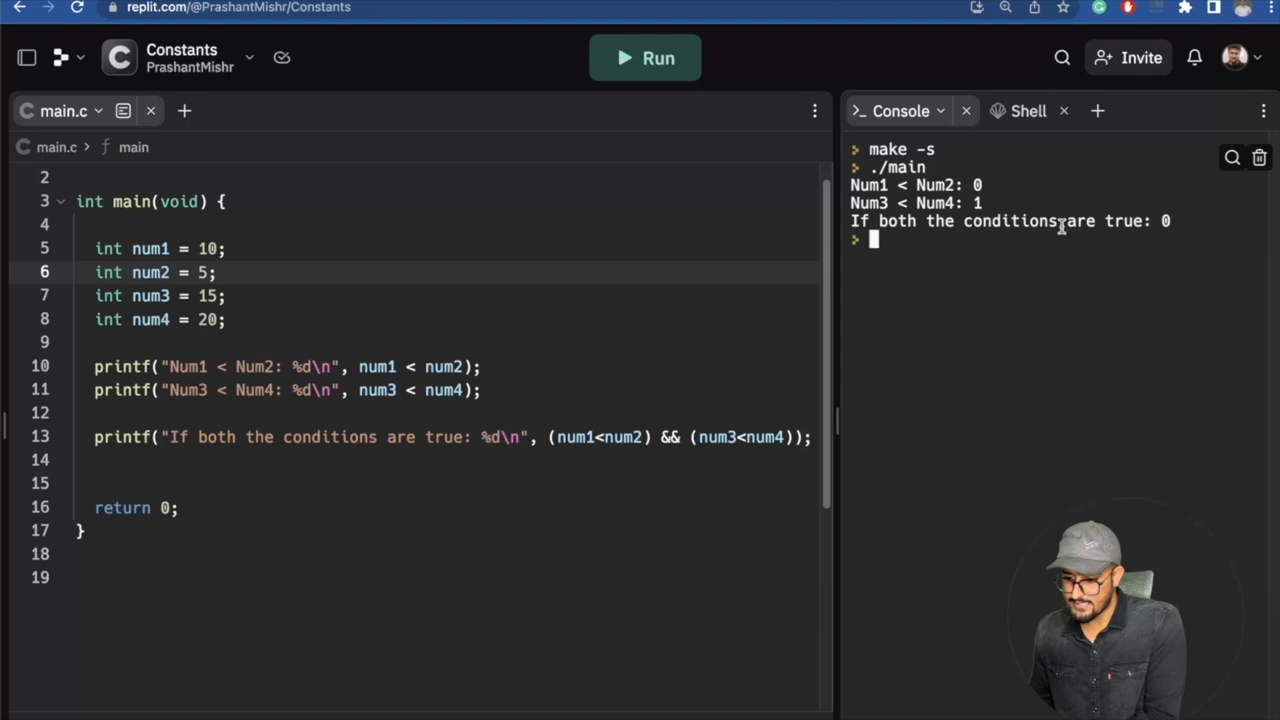 replit.com/@PrashantMishr/Constants
Constants
PrashantMishr
Run
Invite
main.c
main.c > f main
2
3 int main(void) {
4
5 int num1 = 10;
6 int num2 = 5;
7 int num3 = 15;
8 int num4 = 20;
9
10 printf("Num1 < Num2: %d\n", num1 < num2);
11 printf("Num3 < Num4: %d\n", num3 < num4);
12
13 printf("If both the conditions are true: %d\n", (num1<num2) && (num3<num4));
14
15
16 return 0;
17 }
18
19
>_ Console
Shell
> make -s
> ./main
Num1 < Num2: 0
Num3 < Num4: 1
If both the conditions are true: 0
>